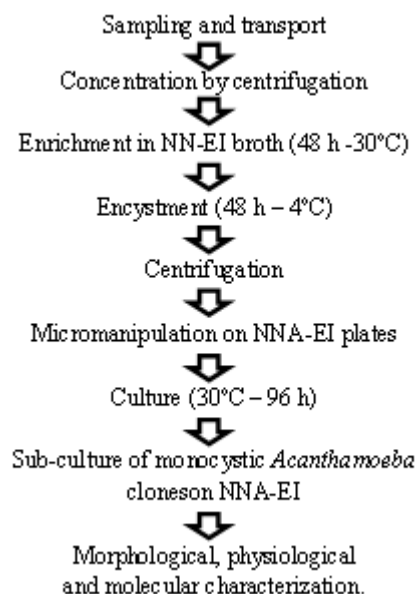 Sampling and transport
Concentration by centrifugation
Enrichment in NN-EI broth (48 h -30°C)
Encystment (48 h – 4°C)
Centrifugation
Micromanipulation on NNA-EI plates
Culture (30°C – 96 h)
Sub-culture of monocystic Acanthamoeba
cloneson NNA-EI
Morphological, physiological
and molecular characterization.